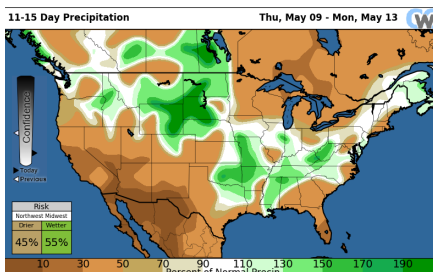 11-15 Day Precipitation
Thu, May 09 - Mon, May 13
CW
Confidence
Today
Previous
Risk
Northwest Midwest
Drier Wetter
45% 55%
10 30 50 70 90 110 130 150 170 190
Percent of Normal Precip